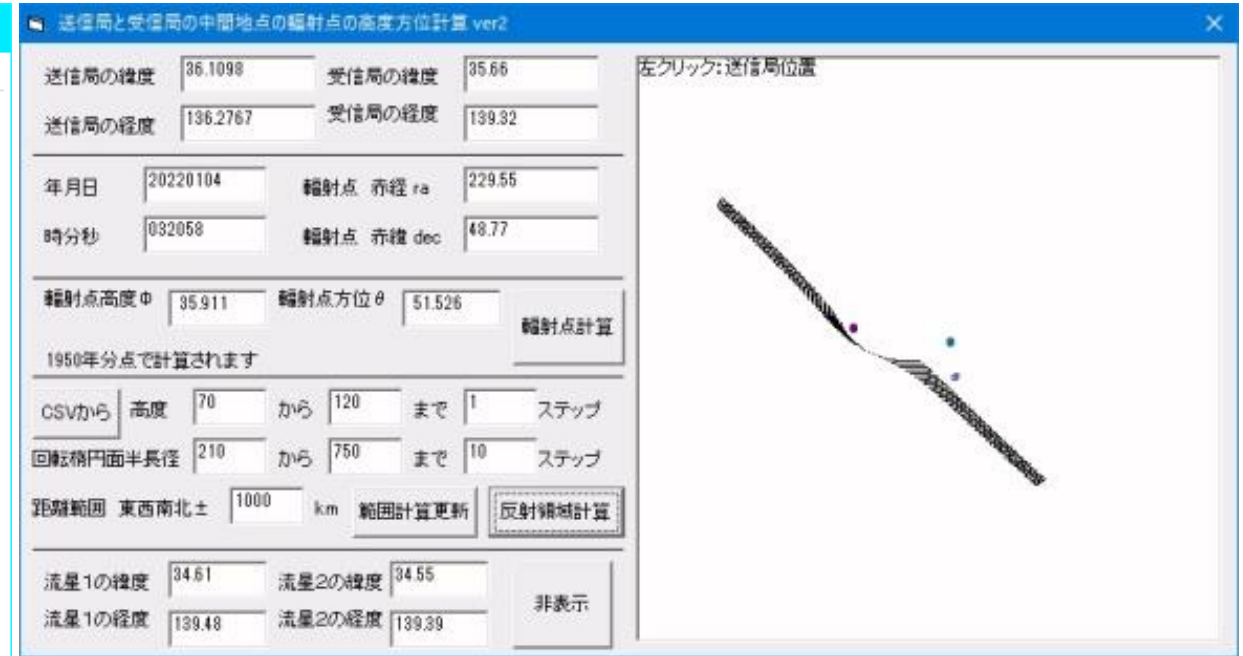 送信局と受信局の中間地点の輻射点の高度方位計算 ver2
送信局の緯度 36.1098 受信局の緯度 35.66
送信局の経度 136.2767 受信局の経度 139.32
年月日 20220104 輻射点 赤経 ra 229.55
時分秒 032058 輻射点 赤緯 dec 48.77
輻射点高度Φ 35.911 輻射点方位θ 51.526 輻射点計算
1950年分点で計算されます
CSVから 高度 70 から 120 まで 1 ステップ
回転楕円面半長径 210 から 750 まで 10 ステップ
距離範囲 東西南北± 1000 km 範囲計算更新 反射領域計算
流星1の緯度 34.61 流星2の緯度 34.55
流星1の経度 139.48 流星2の経度 139.39 非表示
左クリック:送信局位置